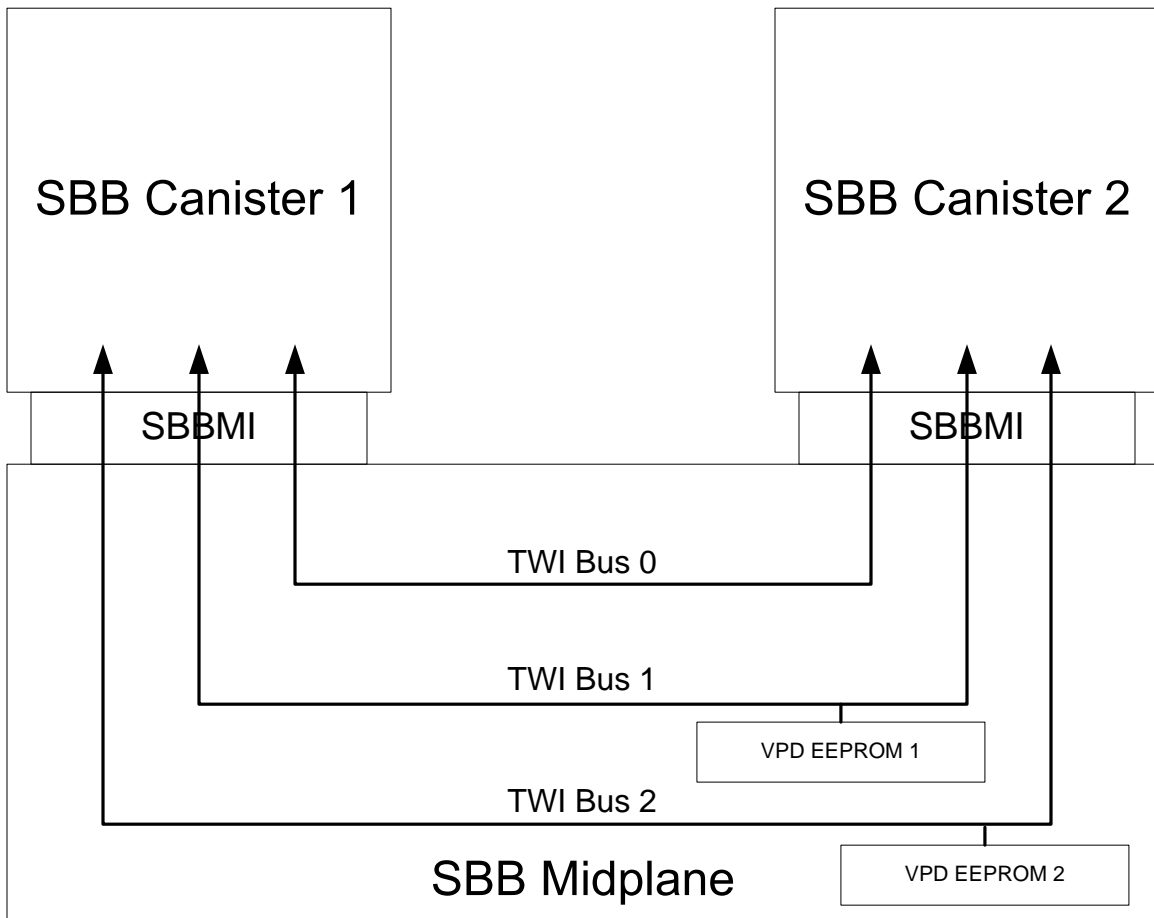 SBB Canister 1
SBB Canister 2
SBBMI
SBBMI
TWI Bus 0
TWI Bus 1
VPD EEPROM 1
TWI Bus 2
VPD EEPROM 2
SBB Midplane